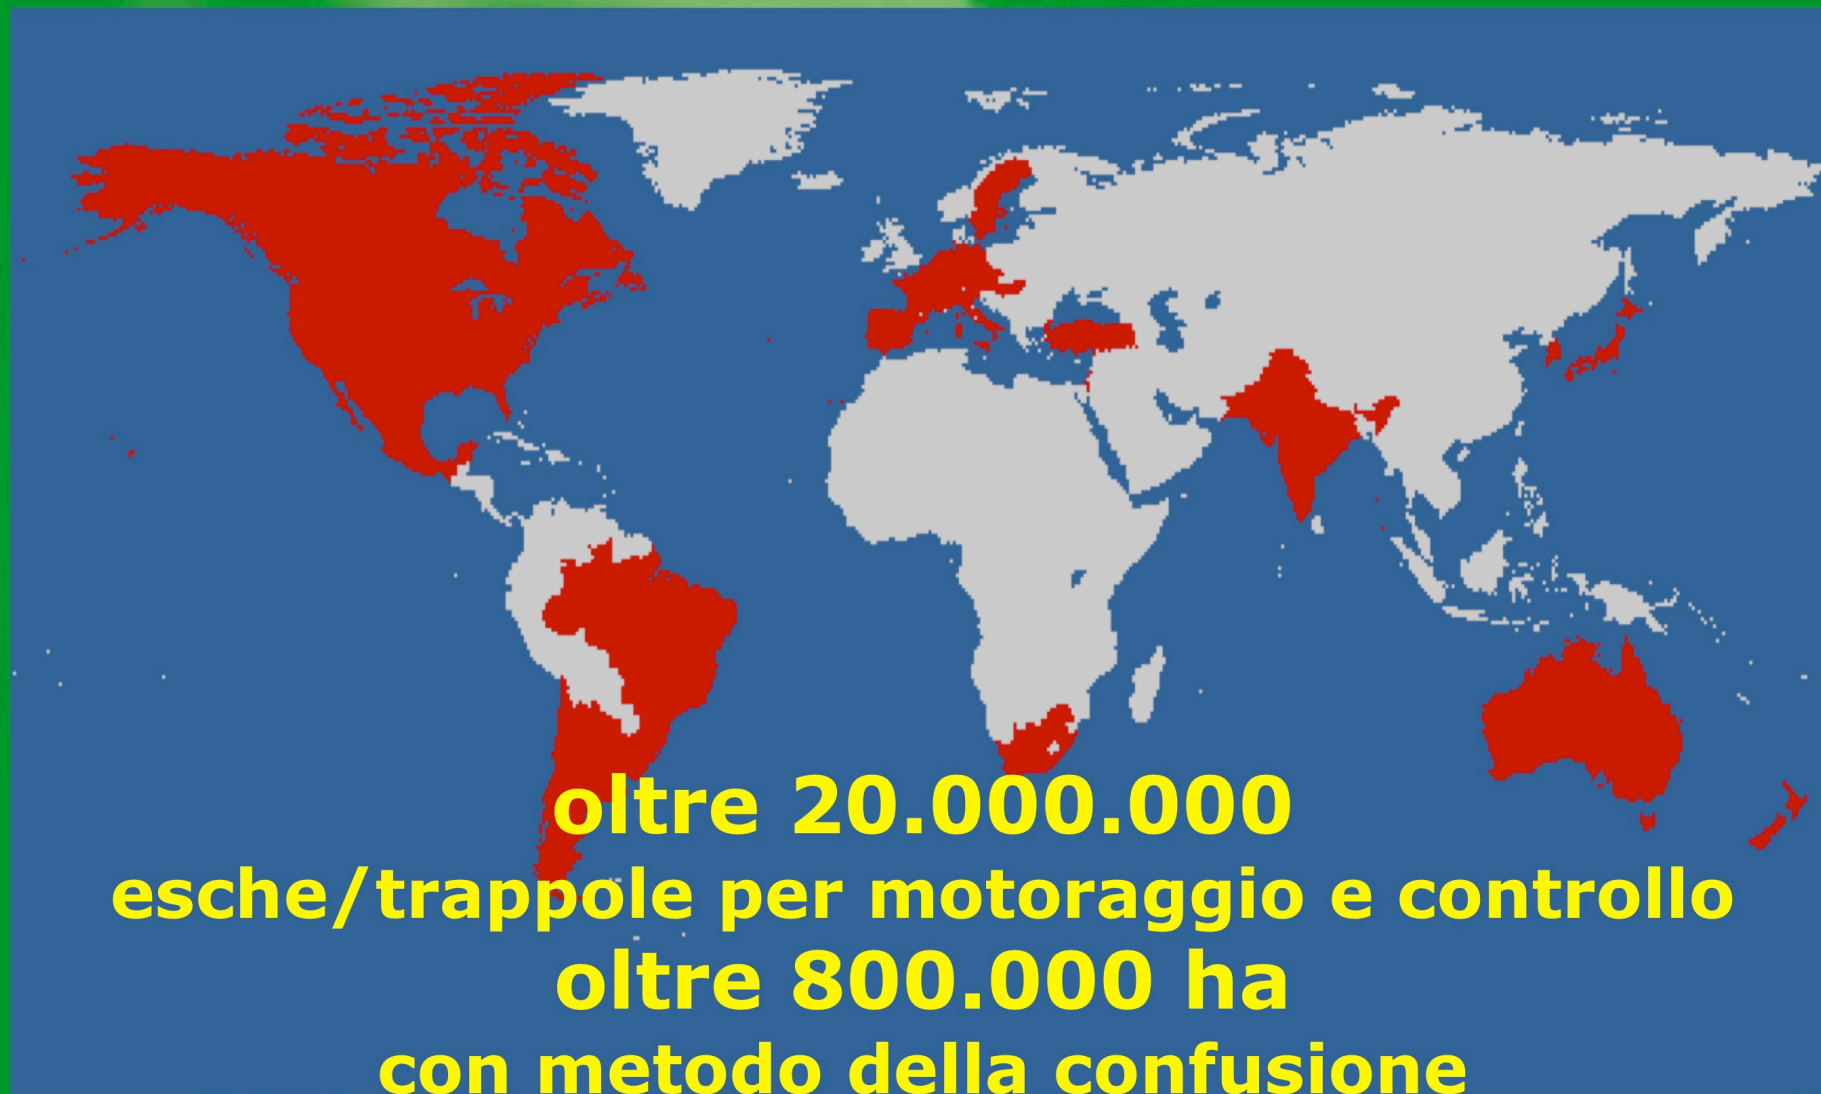 oltre 20.000.000
esche/trappole per motoraggio e controllo
oltre 800.000 ha
con metodo della confusione